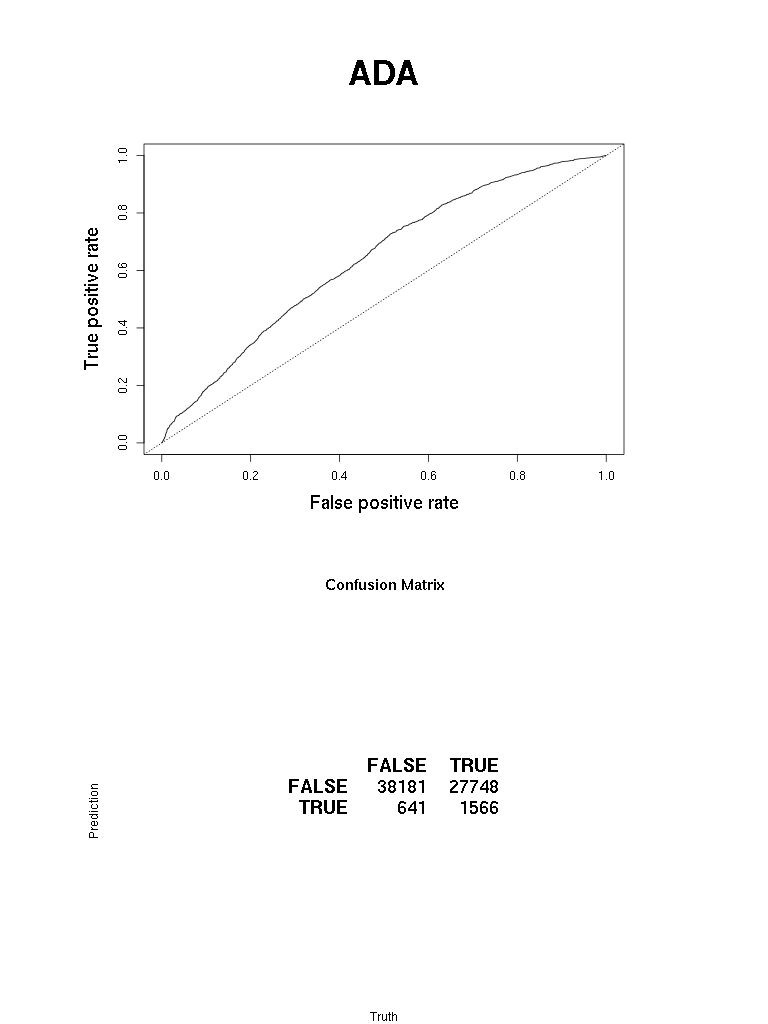 ADA
True positive rate
1.0
0.8
0.6
0.4
0.2
0.0
0.0 0.2 0.4 0.6 0.8 1.0
False positive rate
Confusion Matrix
Prediction
FALSE TRUE
FALSE 38181 27748
TRUE 641 1566
Truth